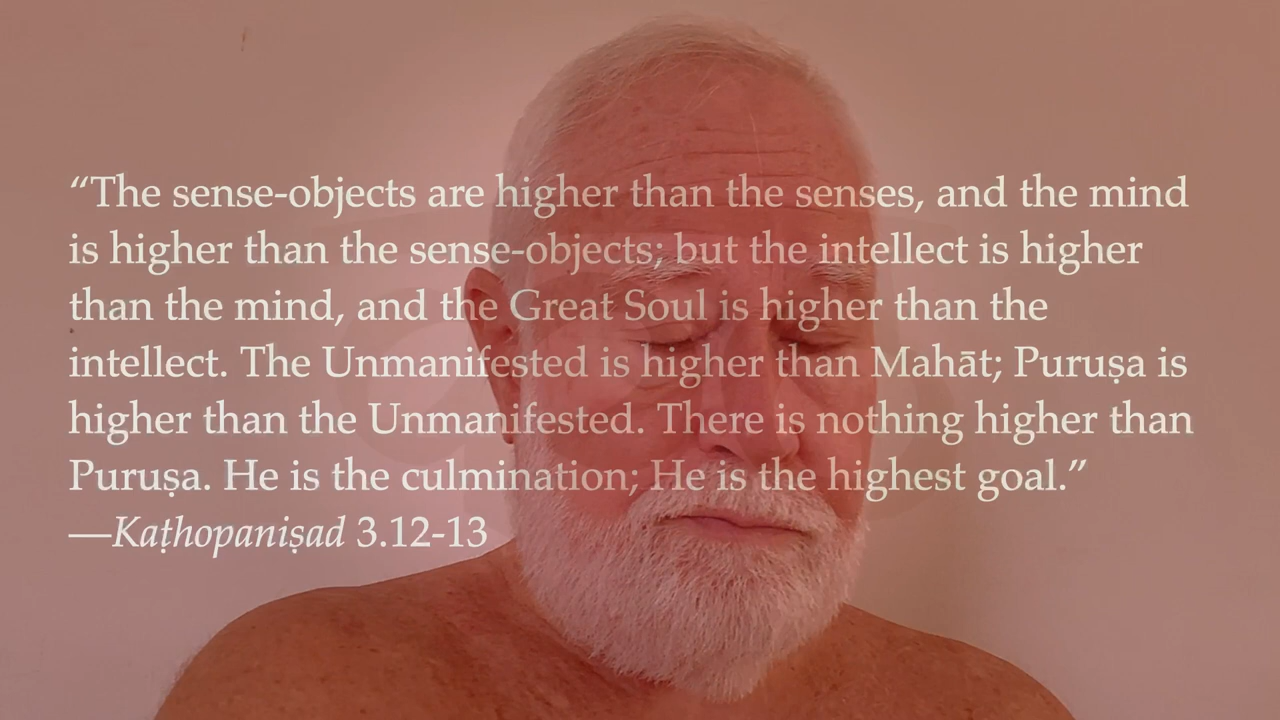 “The sense-objects are higher than the senses, and the mind
is higher than the sense-objects; but the intellect is higher
than the mind, and the Great Soul is higher than the
intellect. The Unmanifested is higher than Mahāt; Puruṣa is
higher than the Unmanifested. There is nothing higher than
Puruṣa. He is the culmination; He is the highest goal.”
—Kaṭhopaniṣad 3.12-13